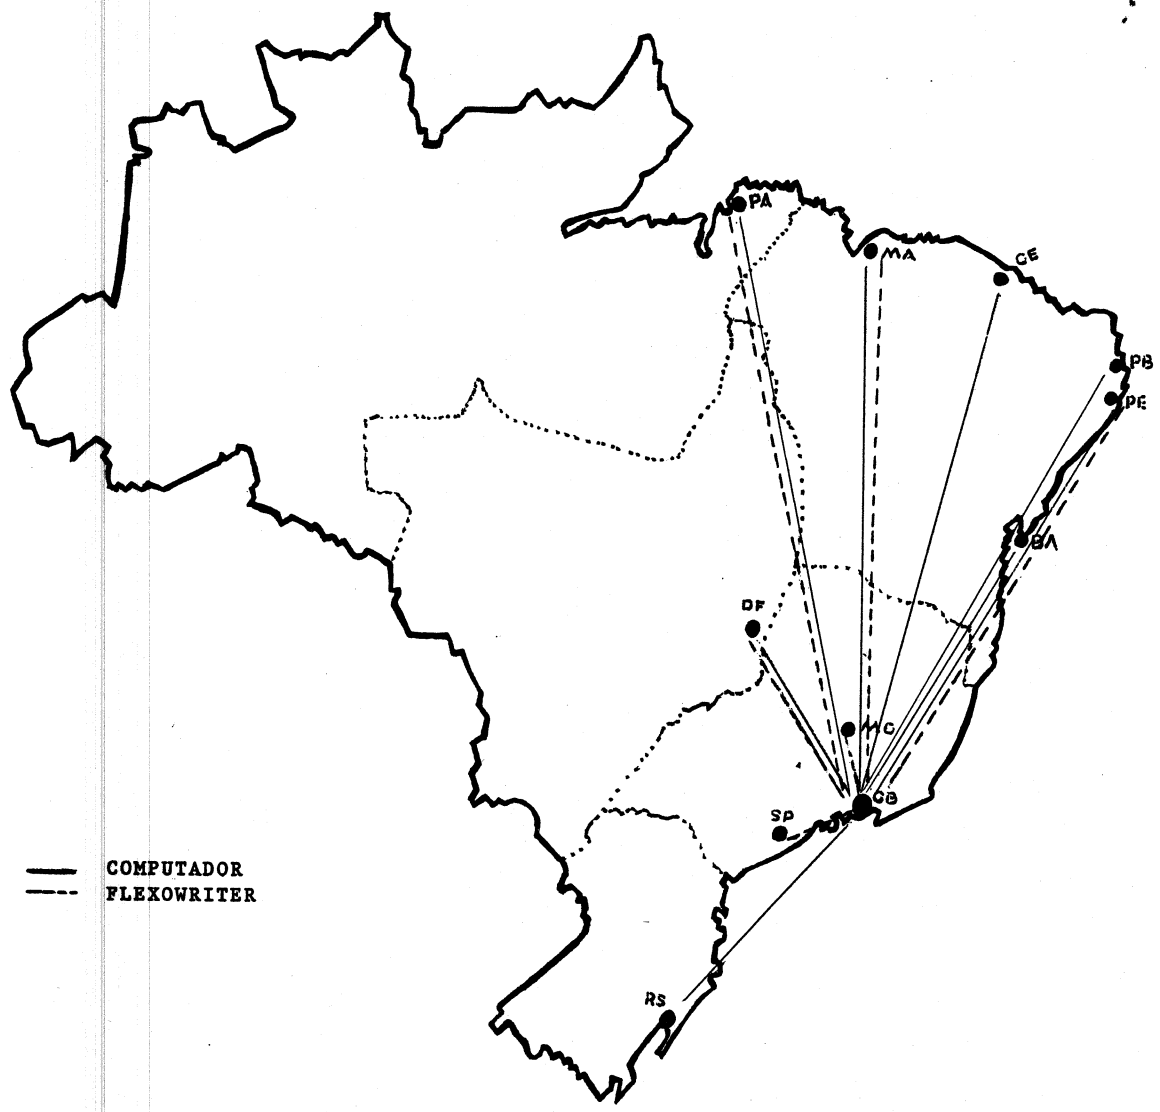 PA
MA
CE
PB
PE
BA
DF
MG
GB
SP
COMPUTADOR
FLEXOWRITER
RS